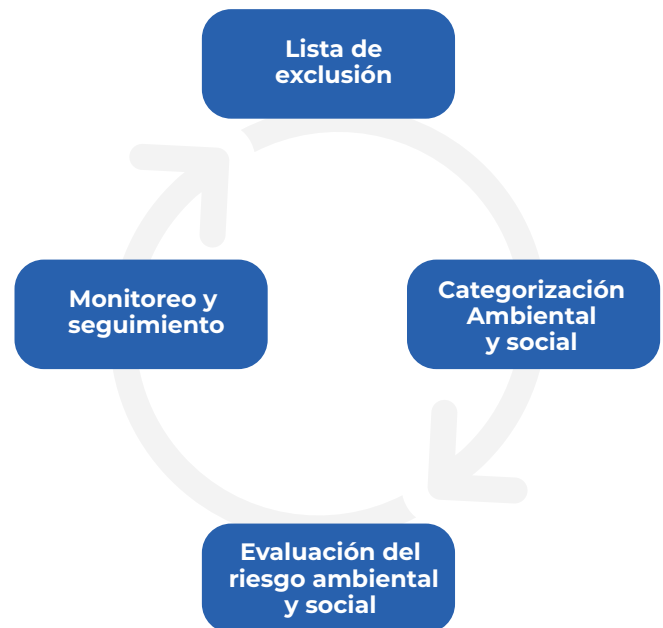 Lista de
exclusión
Monitoreo y
seguimiento
Categorización
Ambiental
y social
Evaluación del
riesgo ambiental
y social